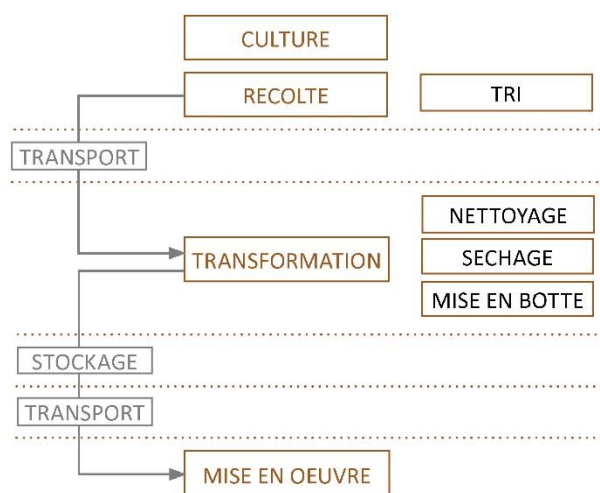 CULTURE
RECOLTE
TRI
TRANSPORT
NETTOYAGE
TRANSFORMATION
SECHAGE
MISE EN BOTTE
STOCKAGE
TRANSPORT
MISE EN OEUVRE